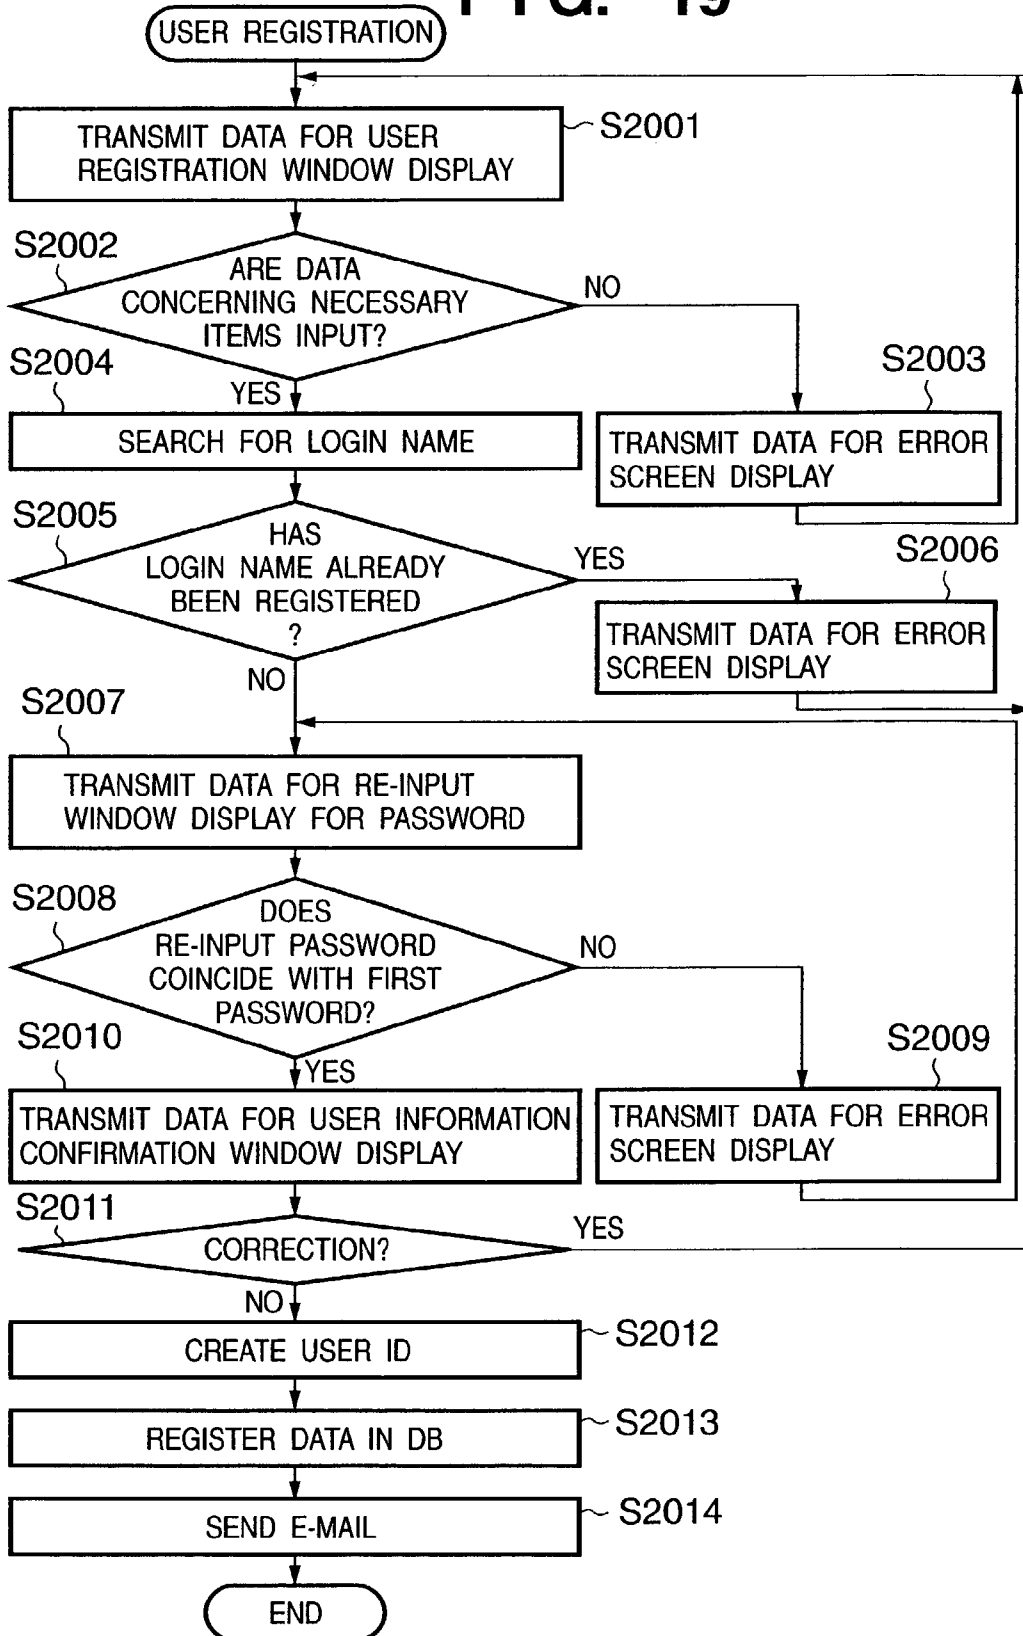 FIG. 19
USER REGISTRATION
TRANSMIT DATA FOR USER
REGISTRATION WINDOW DISPLAY
S2001
S2002
ARE DATA
CONCERNING NECESSARY
ITEMS INPUT?
NO
S2004
YES
S2003
SEARCH FOR LOGIN NAME
TRANSMIT DATA FOR ERROR
SCREEN DISPLAY
S2005
HAS
LOGIN NAME ALREADY
BEEN REGISTERED
?
YES
S2006
TRANSMIT DATA FOR ERROR
SCREEN DISPLAY
NO
S2007
TRANSMIT DATA FOR RE-INPUT
WINDOW DISPLAY FOR PASSWORD
S2008
DOES
RE-INPUT PASSWORD
COINCIDE WITH FIRST
PASSWORD?
NO
S2010
YES
S2009
TRANSMIT DATA FOR USER INFORMATION
CONFIRMATION WINDOW DISPLAY
TRANSMIT DATA FOR ERROR
SCREEN DISPLAY
S2011
CORRECTION?
YES
NO
CREATE USER ID
S2012
REGISTER DATA IN DB
S2013
SEND E-MAIL
S2014
END